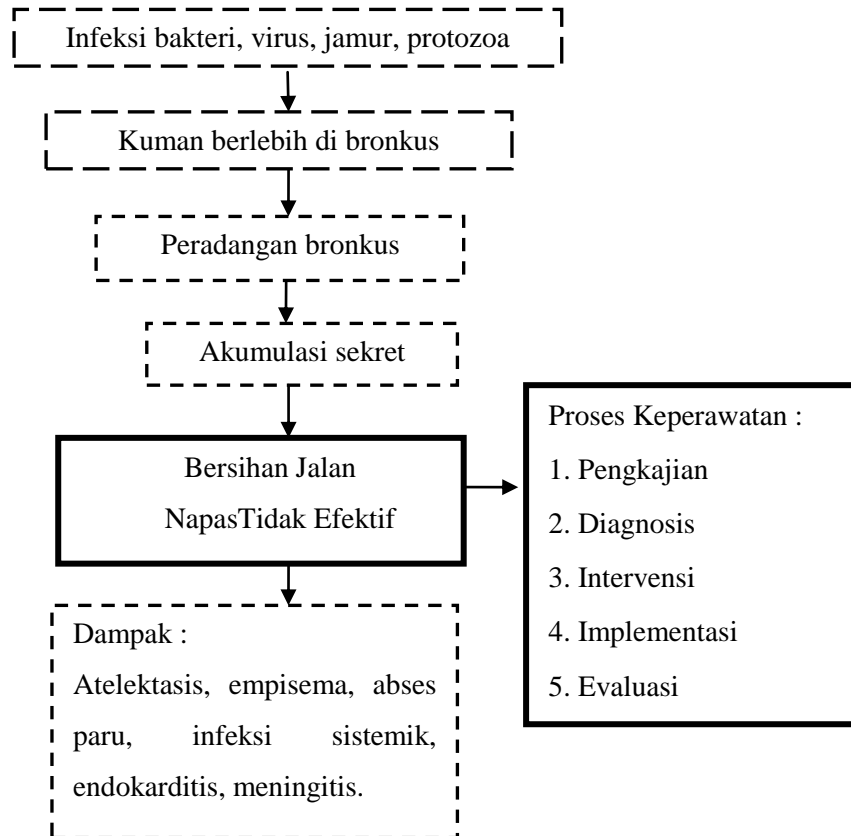 Infeksi bakteri, virus, jamur, protozoa
Kuman berlebih di bronkus
Peradangan bronkus
Akumulasi sekret
Bersihan Jalan
NapasTidak Efektif
Proses Keperawatan :
1. Pengkajian
2. Diagnosis
3. Intervensi
4. Implementasi
5. Evaluasi
Dampak :
Atelektasis, empisema, abses
paru, infeksi sistemik,
endokarditis, meningitis.